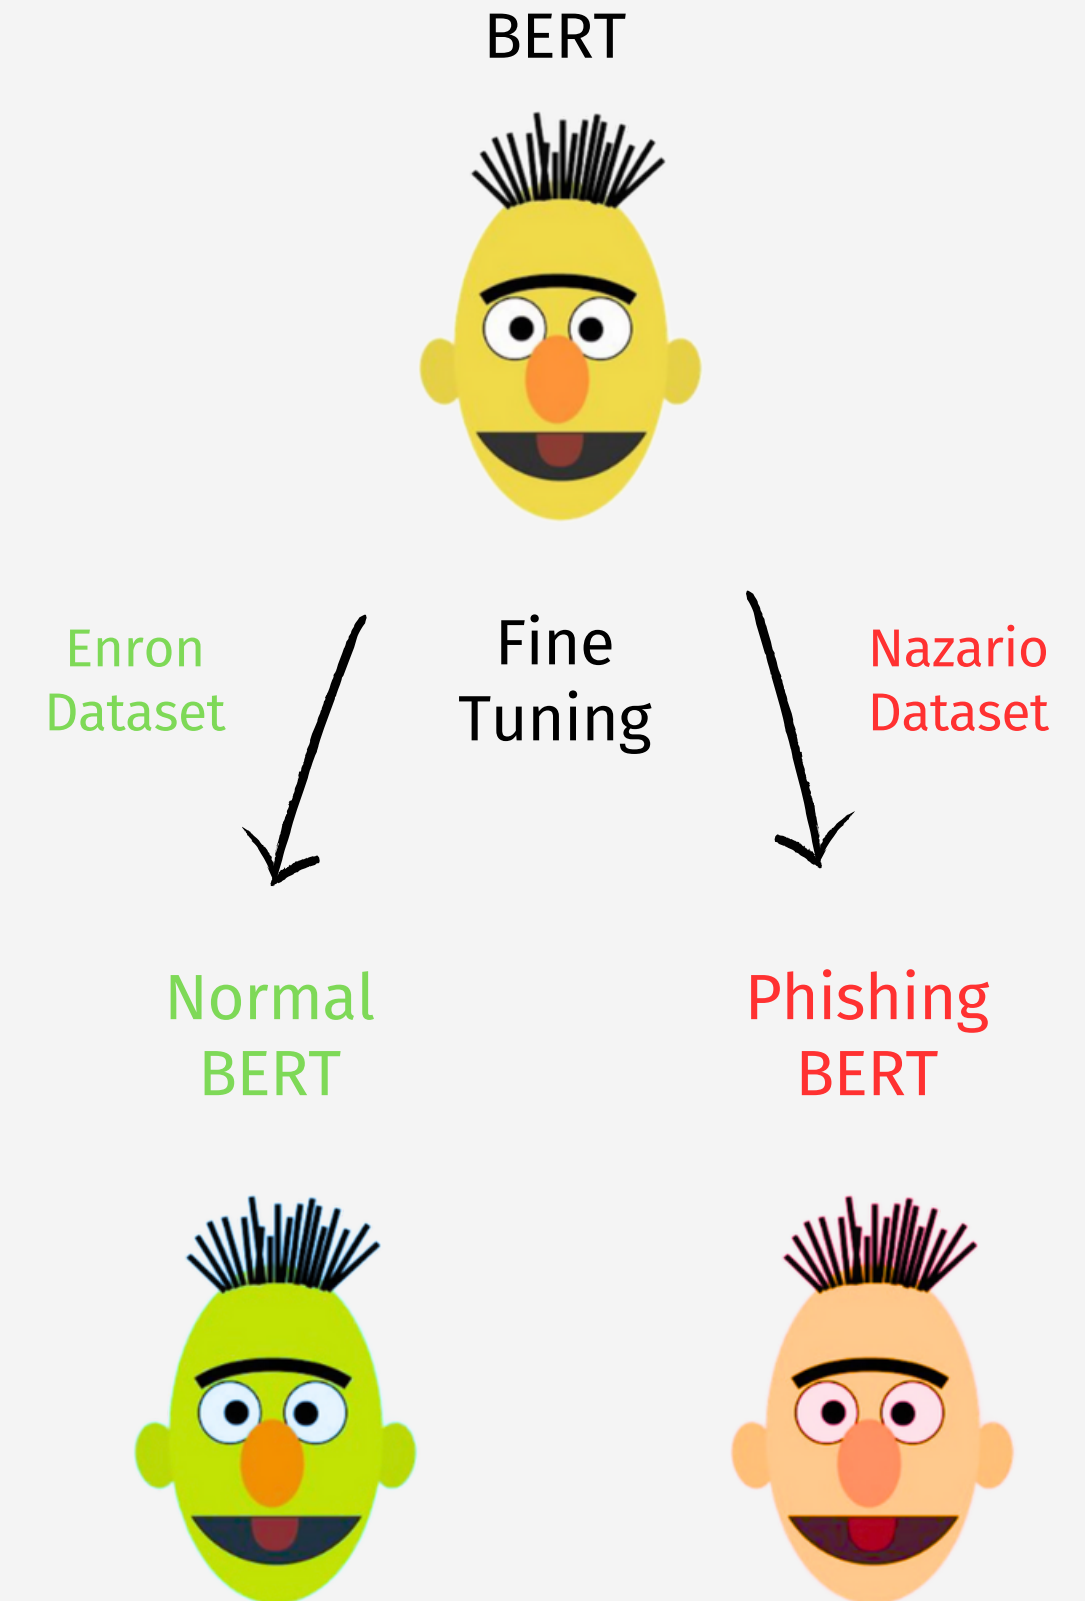 BERT
Enron
Dataset
Fine
Tuning
Nazario
Dataset
Normal
BERT
Phishing
BERT